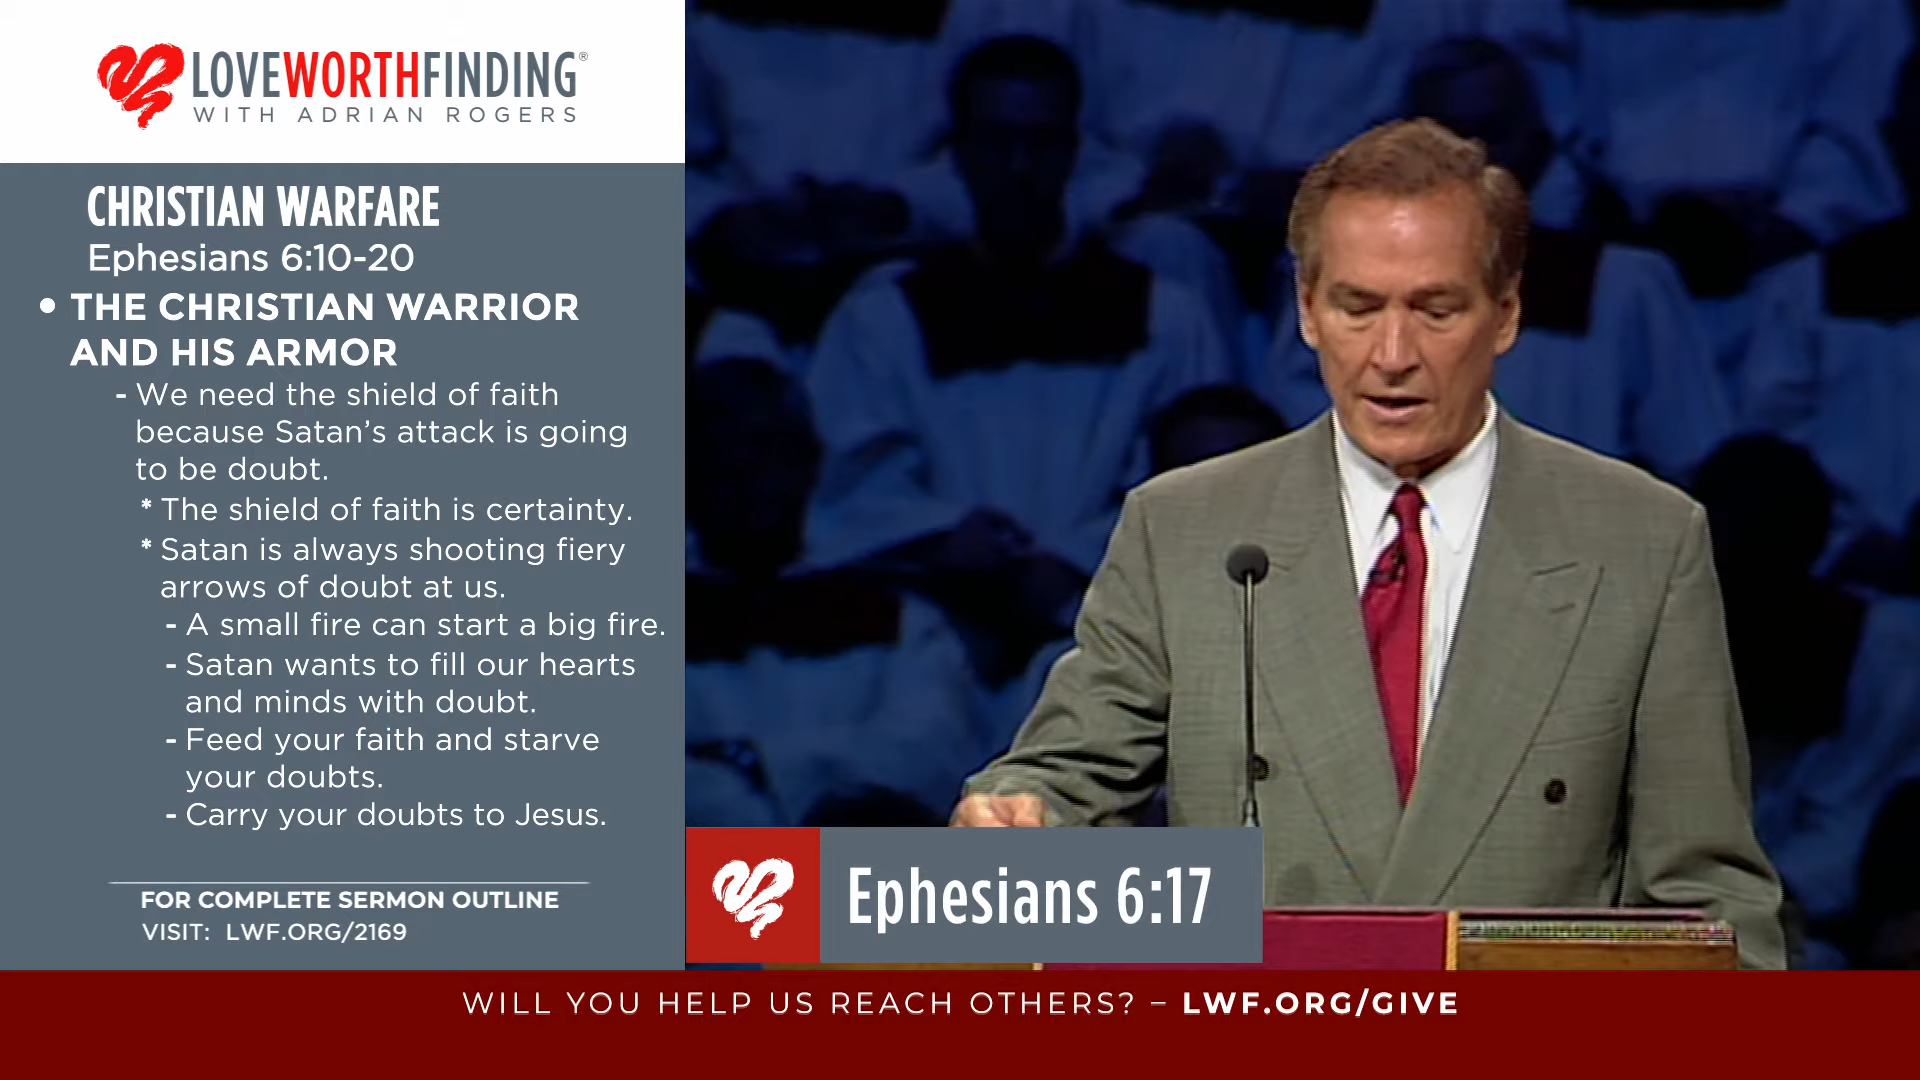 LOVEWORTHFINDING®
WITH ADRIAN ROGERS
CHRISTIAN WARFARE
Ephesians 6:10-20
• THE CHRISTIAN WARRIOR
AND HIS ARMOR
- We need the shield of faith
because Satan’s attack is going
to be doubt.
* The shield of faith is certainty.
* Satan is always shooting fiery
arrows of doubt at us.
- A small fire can start a big fire.
- Satan wants to fill our hearts
and minds with doubt.
- Feed your faith and starve
your doubts.
- Carry your doubts to Jesus.
FOR COMPLETE SERMON OUTLINE
VISIT: LWF.ORG/2169
Ephesians 6:17
WILL YOU HELP US REACH OTHERS? – LWF.ORG/GIVE